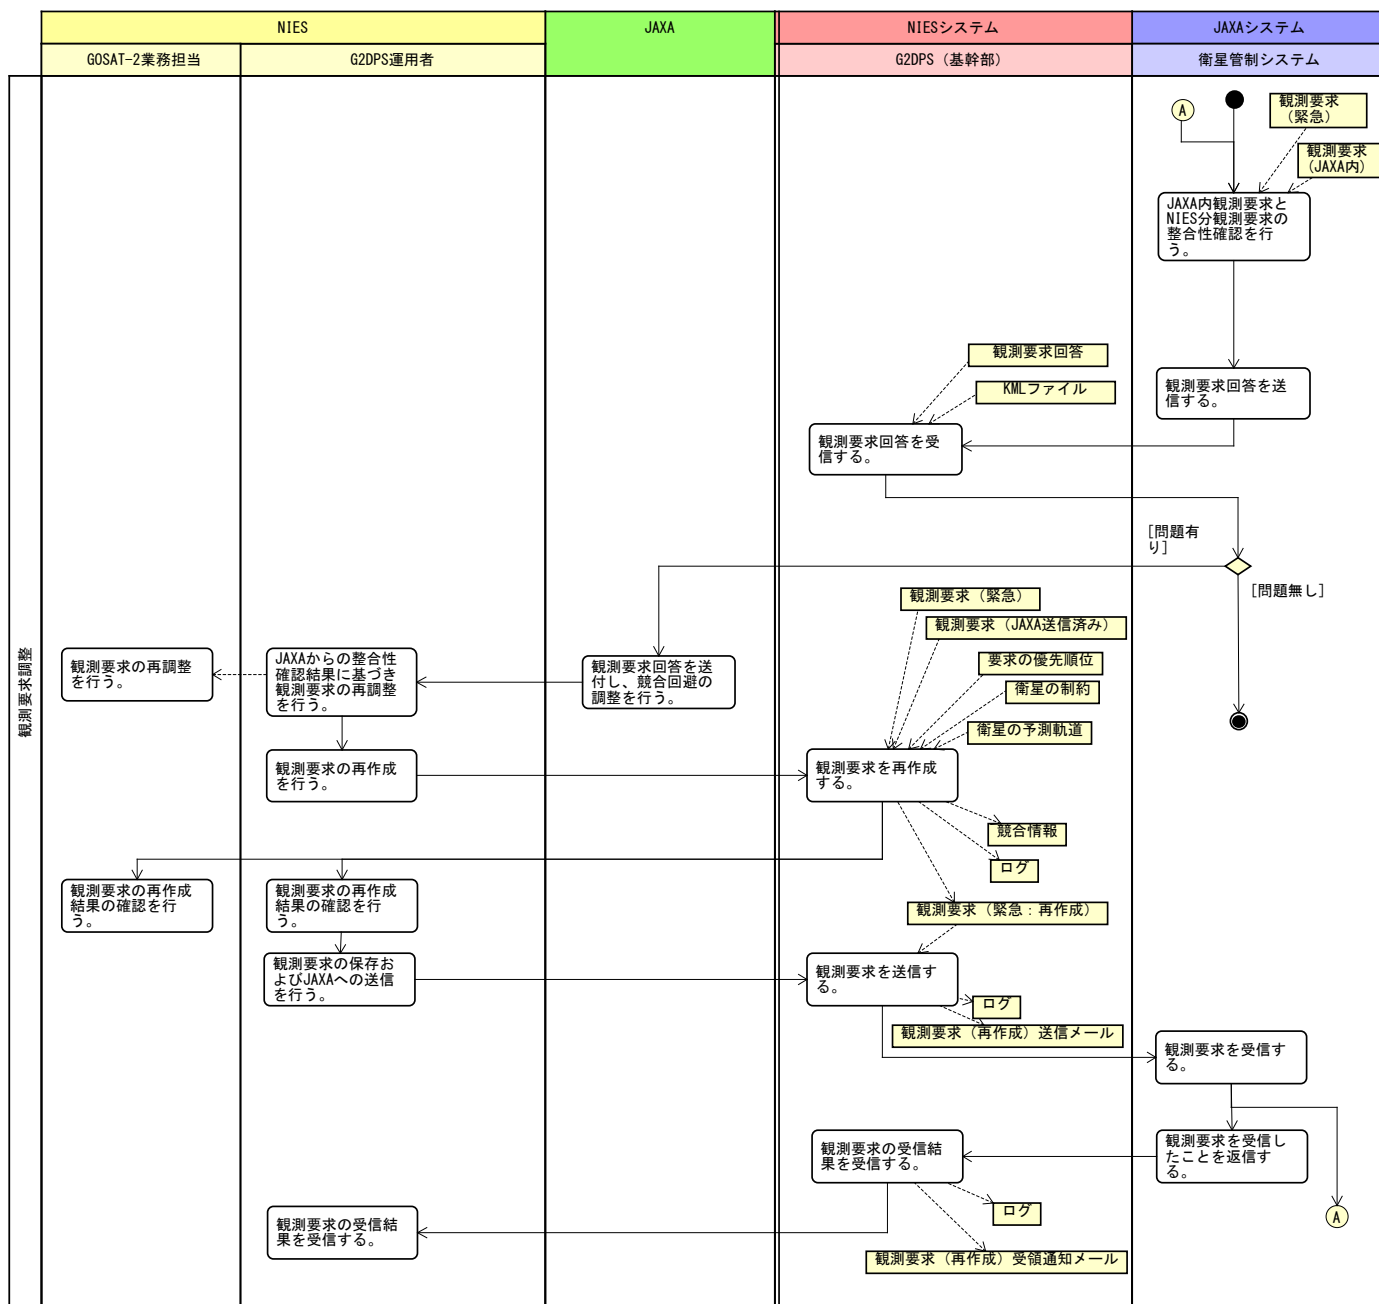 NIES
JAXA
NIESシステム
JAXAシステム
GOSAT-2業務担当
G2DPS運用者
G2DPS（基幹部）
衛星管制システム
観測要求調整
A
観測要求
（緊急）
観測要求
(JAXA内)
JAXA内観測要求と
NIES分観測要求の
整合性確認を行
う。
観測要求回答
KMLファイル
観測要求回答を送
信する。
観測要求回答を受
信する。
[問題有
り]
[問題無し]
観測要求（緊急）
観測要求（JAXA送信済み）
要求の優先順位
衛星の制約
衛星の予測軌道
観測要求の再調整
を行う。
JAXAからの整合性
確認結果に基づき
観測要求の再調整
を行う。
観測要求回答を送
付し、競合回避の
調整を行う。
観測要求の再作成
を行う。
観測要求を再作成
する。
競合情報
ログ
観測要求の再作成
結果の確認を行
う。
観測要求の再作成
結果の確認を行
う。
観測要求（緊急：再作成）
観測要求の保存お
よびJAXAへの送信
を行う。
観測要求を送信す
る。
ログ
観測要求（再作成）送信メール
観測要求を受信す
る。
観測要求の受信結
果を受信する。
観測要求を受信し
たことを返信す
る。
ログ
A
観測要求の受信結
果を受信する。
観測要求（再作成）受領通知メール